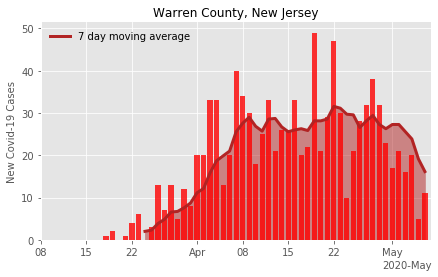 Warren County, New Jersey
7 day moving average
New Covid-19 Cases
50
40
30
20
10
0
08 15 22 Apr 08 15 22 May
2020-May